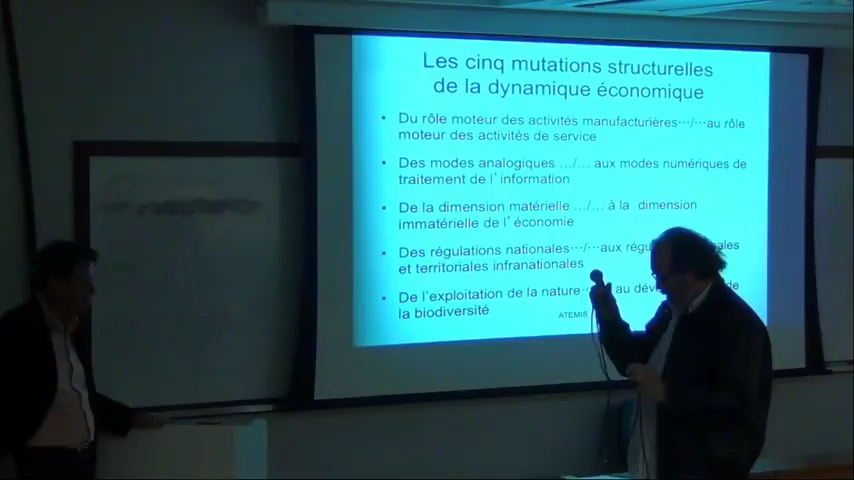 Les cinq mutations structurelles
de la dynamique économique
• Du rôle moteur des activités manufacturières…/…au rôle
moteur des activités de service
• Des modes analogiques …/… aux modes numériques de
traitement de l'information
• De la dimension matérielle …/… à la dimension
immatérielle de l'économie
• Des régulations nationales…/…aux
et territoriales infranationales
• De l'exploitation de la nature au de
la biodiversité
ATEMIS